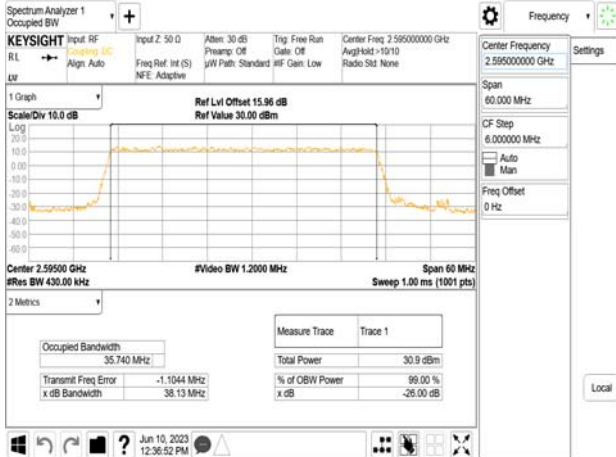 Spectrum Analyzer 1
Occupied BW
Frequency
KEYSIGHT
RL
LVI
Input: RF
Coupling: DC
Align: Auto
Input Z: 50 Ω
Freq Ref: Int (S)
NFE: Adaptive
Atten: 30 dB
Preamp: Off
µW Path: Standard
Trig: Free Run
Gate: Off
#IF Gain: Low
Center Freq: 2.595000000 GHz
Avg|Hold:>10/10
Radio Std: None
Center Frequency
2.595000000 GHz
Settings
Span
60.000 MHz
CF Step
6.000000 MHz
Auto
Man
Freq Offset
0 Hz
Local
1 Graph
Scale/Div 10.0 dB
Ref Lvl Offset 15.96 dB
Ref Value 30.00 dBm
Log
20.0
10.0
0.00
-10.0
-20.0
-30.0
-40.0
-50.0
-60.0
Center 2.59500 GHz
#Res BW 430.00 kHz
#Video BW 1.2000 MHz
Span 60 MHz
Sweep 1.00 ms (1001 pts)
2 Metrics
Measure Trace Trace 1
Occupied Bandwidth
35.740 MHz
Total Power 30.9 dBm
Transmit Freq Error -1.1044 MHz
% of OBW Power 99.00 %
x dB Bandwidth 38.13 MHz
x dB -26.00 dB
Jun 10, 2023
12:36:52 PM